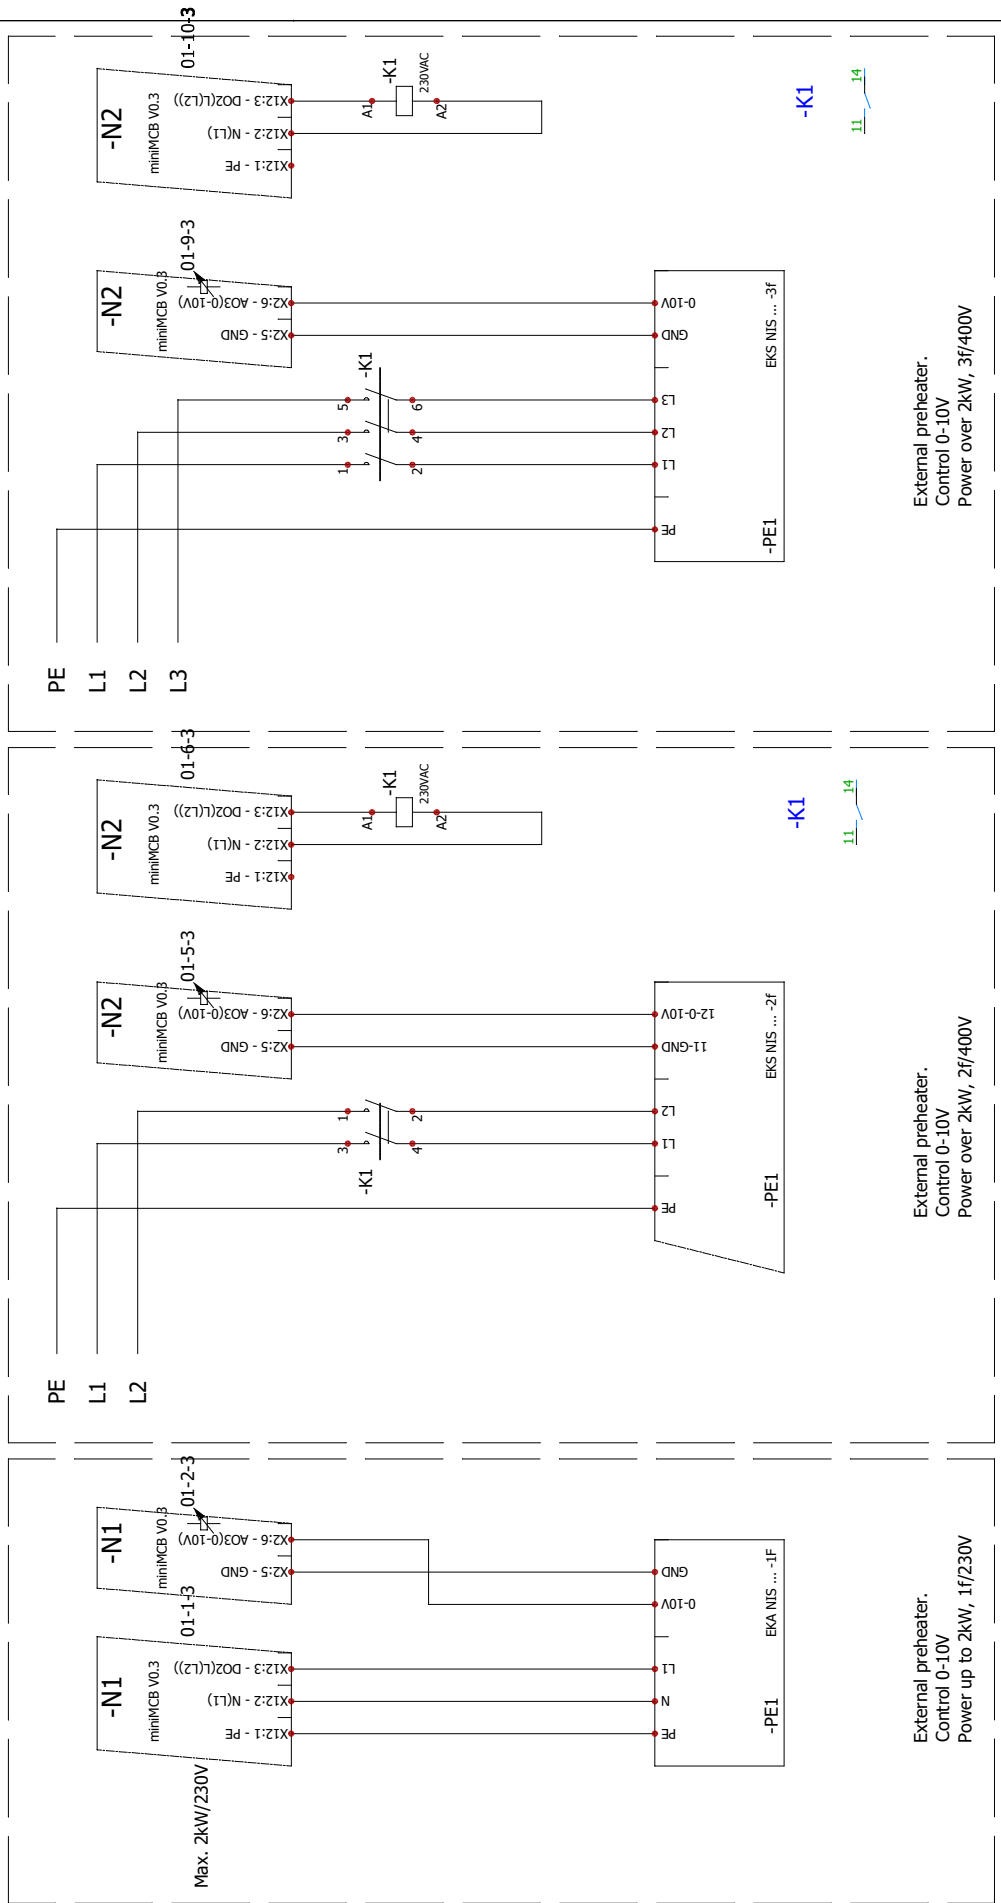 Max. 2kW/230V
-N1
miniMCB V0.3
01-1-3
X12:1 - PE
X12:2 - N(L1)
X12:3 - DO2(L(L2))
-N1
miniMCB V0.3
01-2-3
X2:5 - GND
X2:6 - AO3(0-10V)
PE
N
L1
0-10V
GND
-PE1
EKA NIS ... -1F
External preheater.
Control 0-10V
Power up to 2kW, 1f/230V
PE
L1
L2
-N2
miniMCB V0.3
01-5-3
X2:5 - GND
X2:6 - AO3(0-10V)
-N2
miniMCB V0.3
01-6-3
X12:1 - PE
X12:2 - N(L1)
X12:3 - DO2(L(L2))
-K1
3
4
1
2
A1
-K1
230VAC
A2
PE
L1
L2
11-GND
12-0-10V
-PE1
EKS NIS ... -2f
-K1
11
14
External preheater.
Control 0-10V
Power over 2kW, 2f/400V
PE
L1
L2
L3
-N2
miniMCB V0.3
01-9-3
X2:5 - GND
X2:6 - AO3(0-10V)
-N2
miniMCB V0.3
01-10-3
X12:1 - PE
X12:2 - N(L1)
X12:3 - DO2(L(L2))
1
2
3
4
5
6
-K1
A1
-K1
230VAC
A2
PE
L1
L2
L3
GND
0-10V
-PE1
EKS NIS ... -3f
-K1
11
14
External preheater.
Control 0-10V
Power over 2kW, 3f/400V